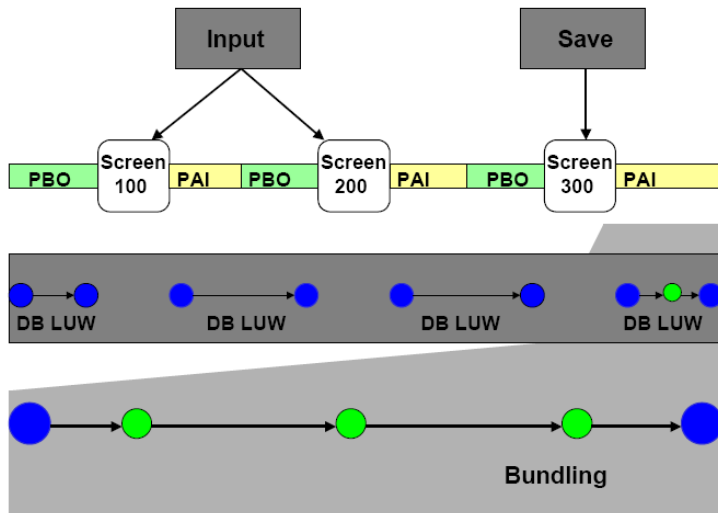 Input
Save
Screen
100
Screen
200
Screen
300
PBO
PAI
PBO
PAI
PBO
PAI
DB LUW
DB LUW
DB LUW
DB LUW
Bundling